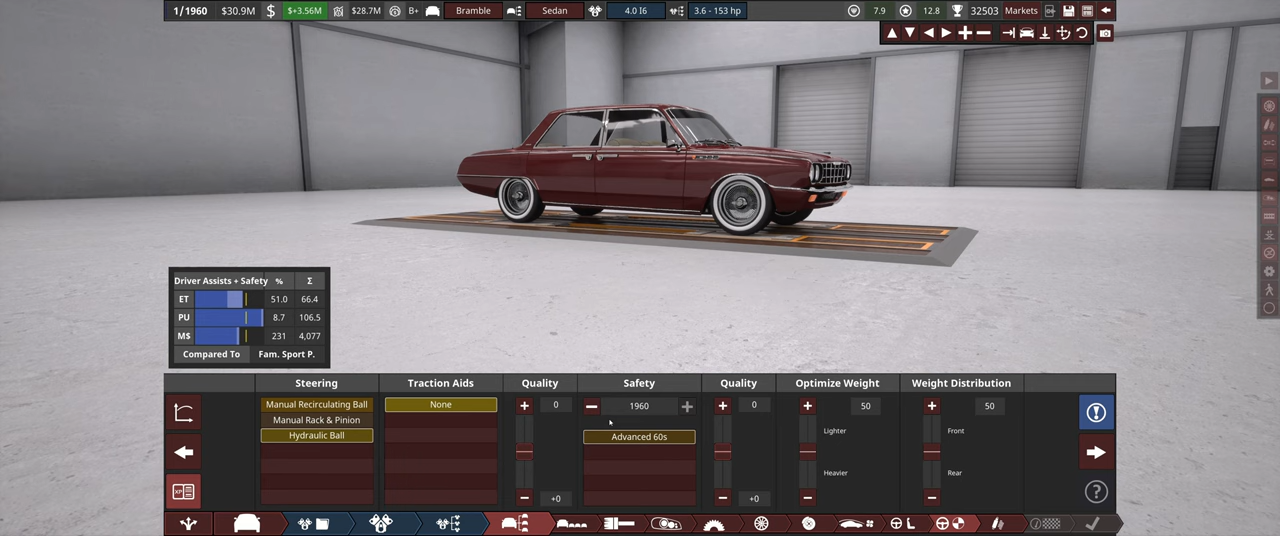 1/1960 $30.9M $+3.56M $28.7M B+ Bramble Sedan 4.0 I6 3.6 - 153 hp 7.9 12.8 32503 Markets
Driver Assists + Safety % Σ
ET 51.0 66.4
PU 8.7 106.5
M$ 231 4,077
Compared To Fam. Sport P.
Steering Traction Aids Quality Safety Quality Optimize Weight Weight Distribution
Manual Recirculating Ball None 0 1960 0 50 50
Manual Rack & Pinion
Hydraulic Ball Advanced 60s Lighter Front
Heavier Rear
+0 +0